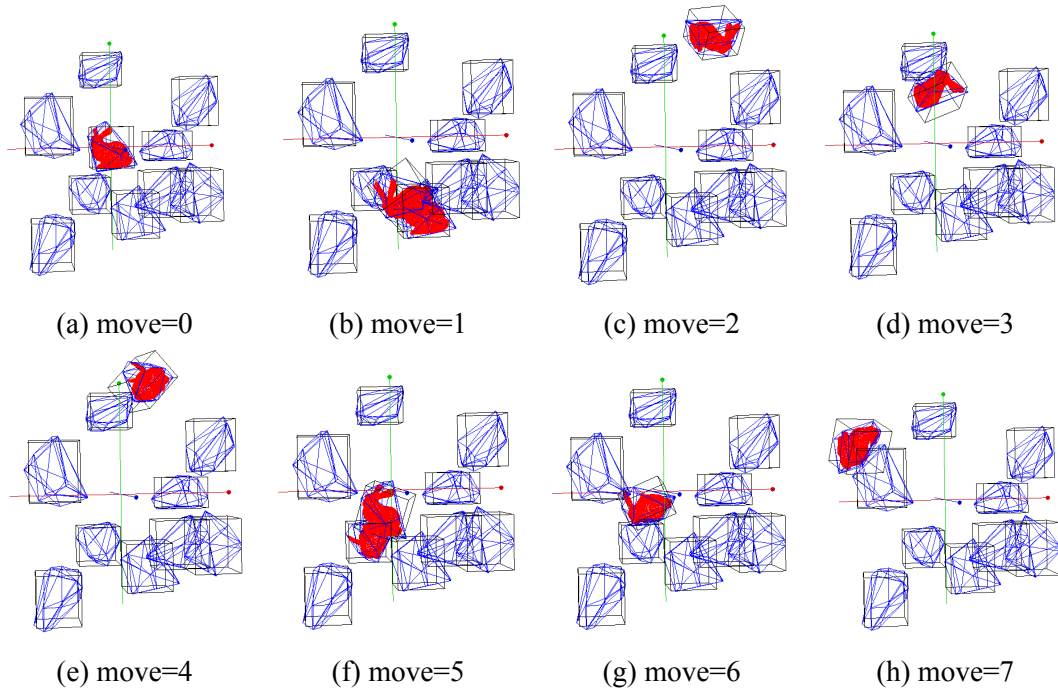 (a) move=0
(b) move=1
(c) move=2
(d) move=3
(e) move=4
(f) move=5
(g) move=6
(h) move=7